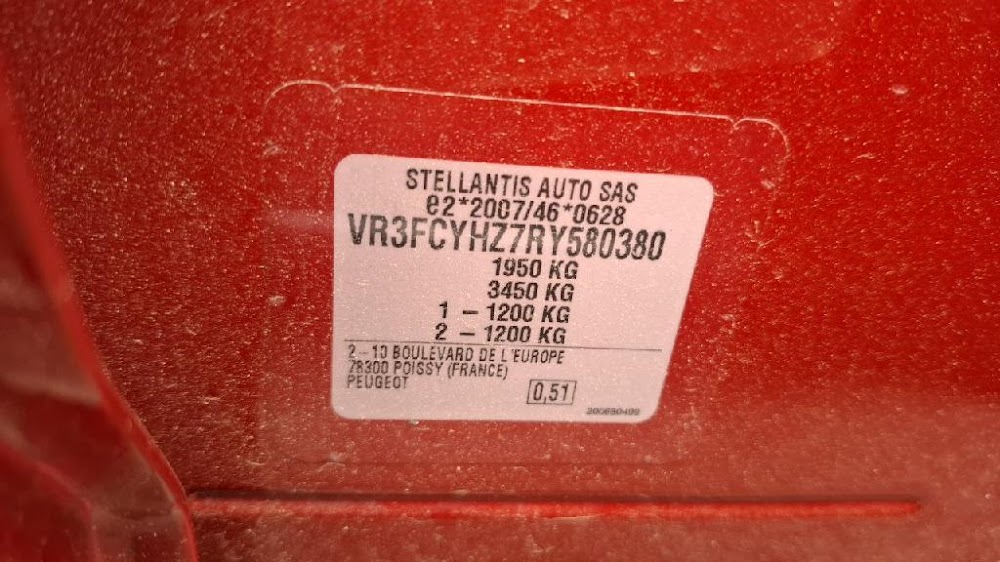 STELLANTIS AUTO SAS
e2*2007/46*0628
VR3FCYHZ7RY580380
1950 KG
3450 KG
1 - 1200 KG
2 - 1200 KG
2-10 BOULEVARD DE L'EUROPE
78300 POISSY (FRANCE)
PEUGEOT
0,51